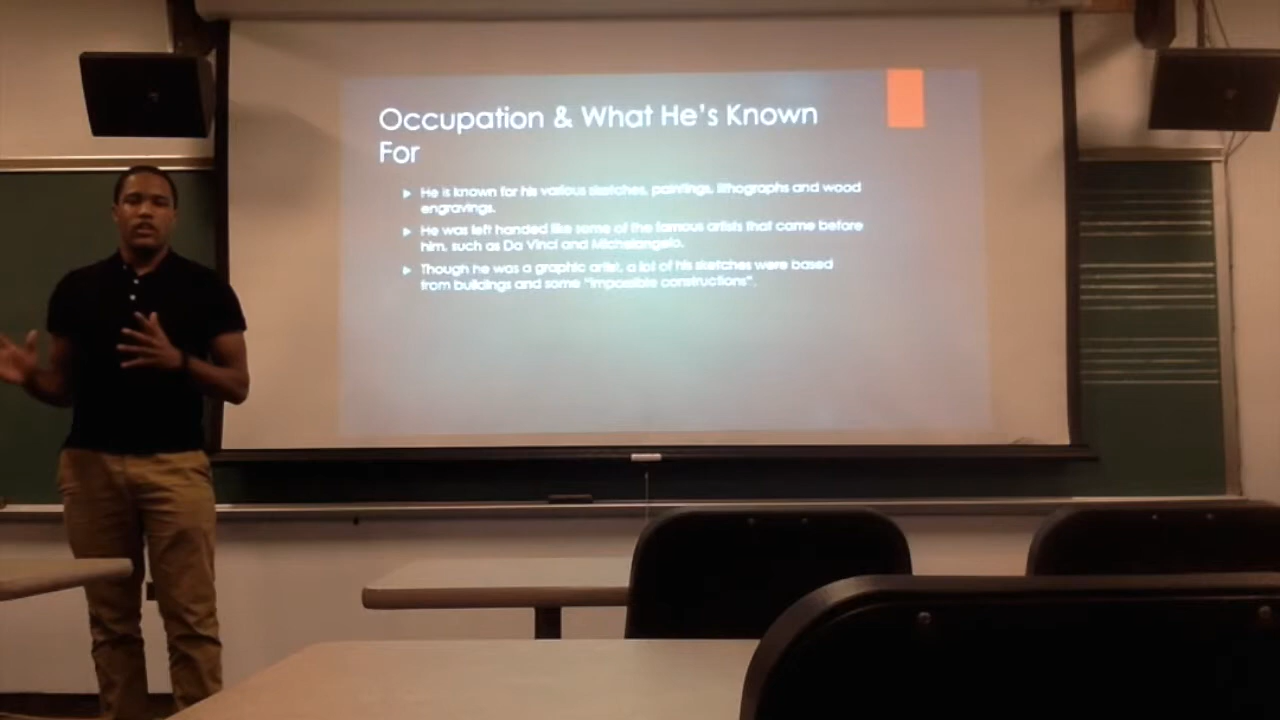 Occupation & What He's Known
For
He is known for his various sketches, paintings, lithographs and wood
engravings.
He was left handed like some of the famous artists that came before
him, such as Da Vinci and Michelangelo.
Though he was a graphic artist, a lot of his sketches were based
from buildings and some "impossible constructions".